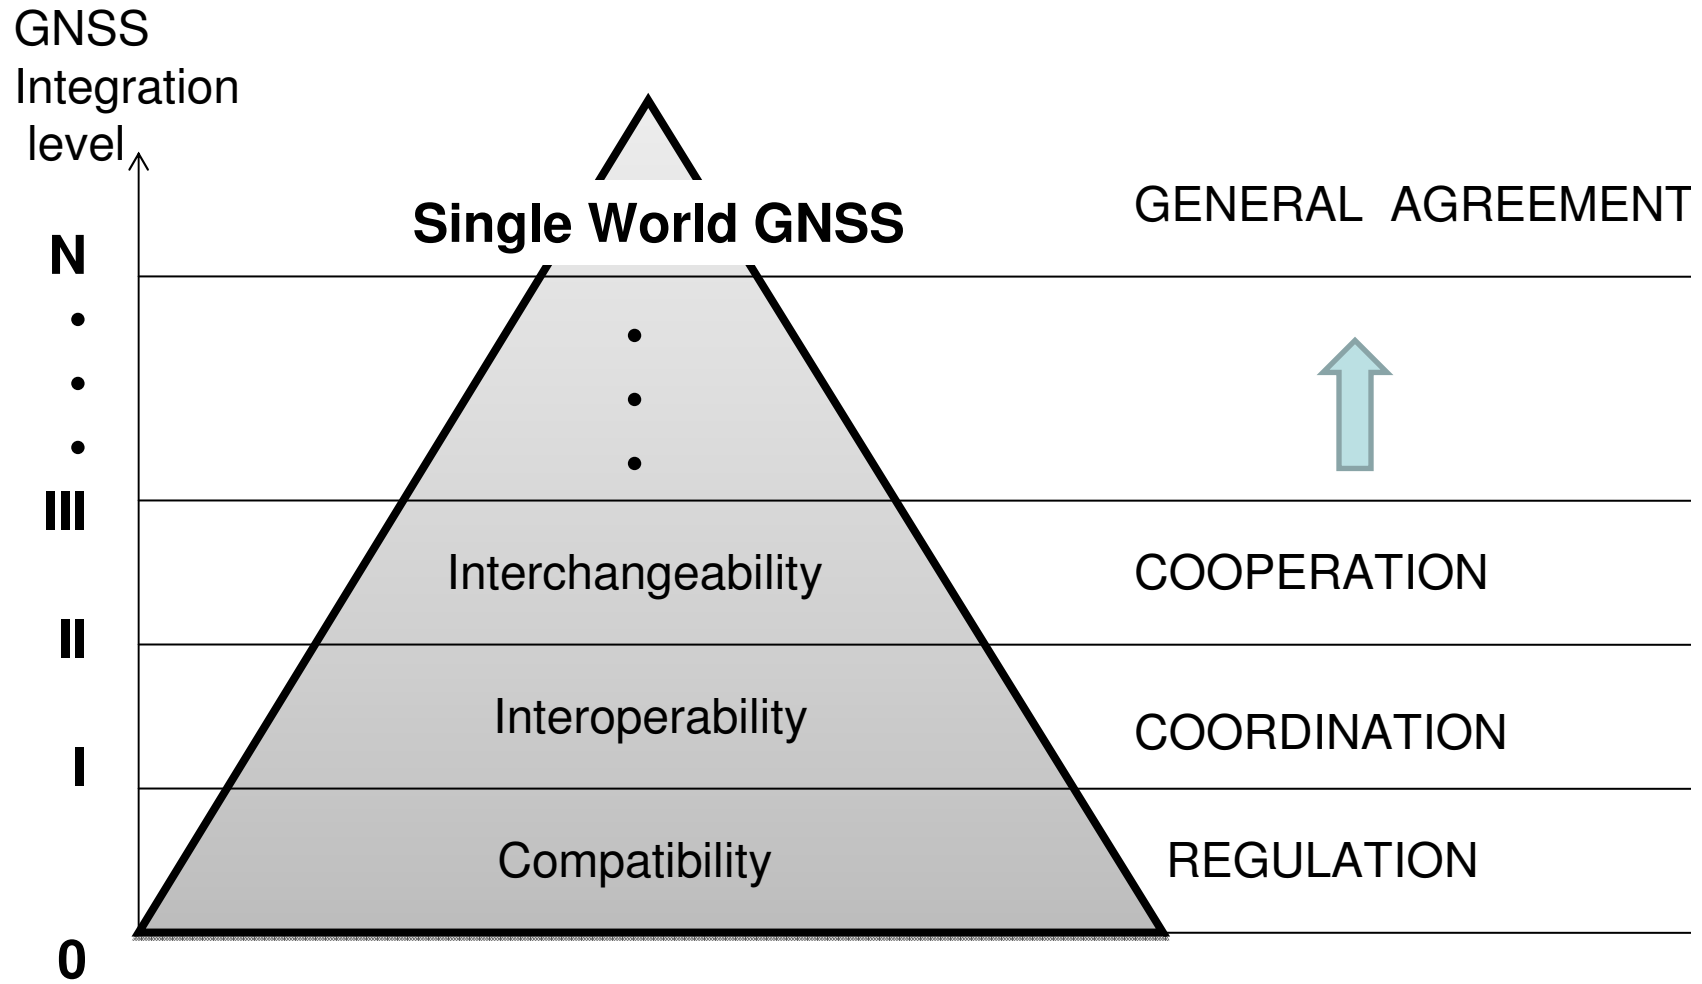 GNSS
Integration
level
Single World GNSS
GENERAL AGREEMENT
N
•
•
•
•
•
•
III
Interchangeability
COOPERATION
II
Interoperability
COORDINATION
I
Compatibility
REGULATION
0